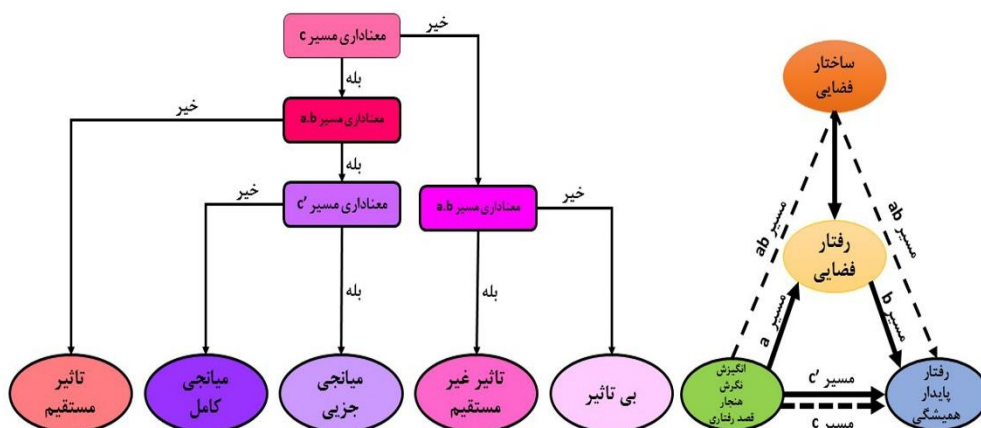 معناداری مسیر c
خیر
بله
خیر
معناداری مسیر a.b
بله
خیر
معناداری مسیر c′
معناداری مسیر a.b
خیر
بله
بله
تاثیر
مستقیم
میانجی
کامل
میانجی
جزیی
تاثیر غیر
مستقیم
بی تاثیر
ساختار
فضایی
مسیر ab
مسیر ab
رفتار
فضایی
مسیر a
مسیر b
انگیزش
نگرش
هنجار
قصد رفتاری
مسیر c′
مسیر c
رفتار
پایدار
همیشگی